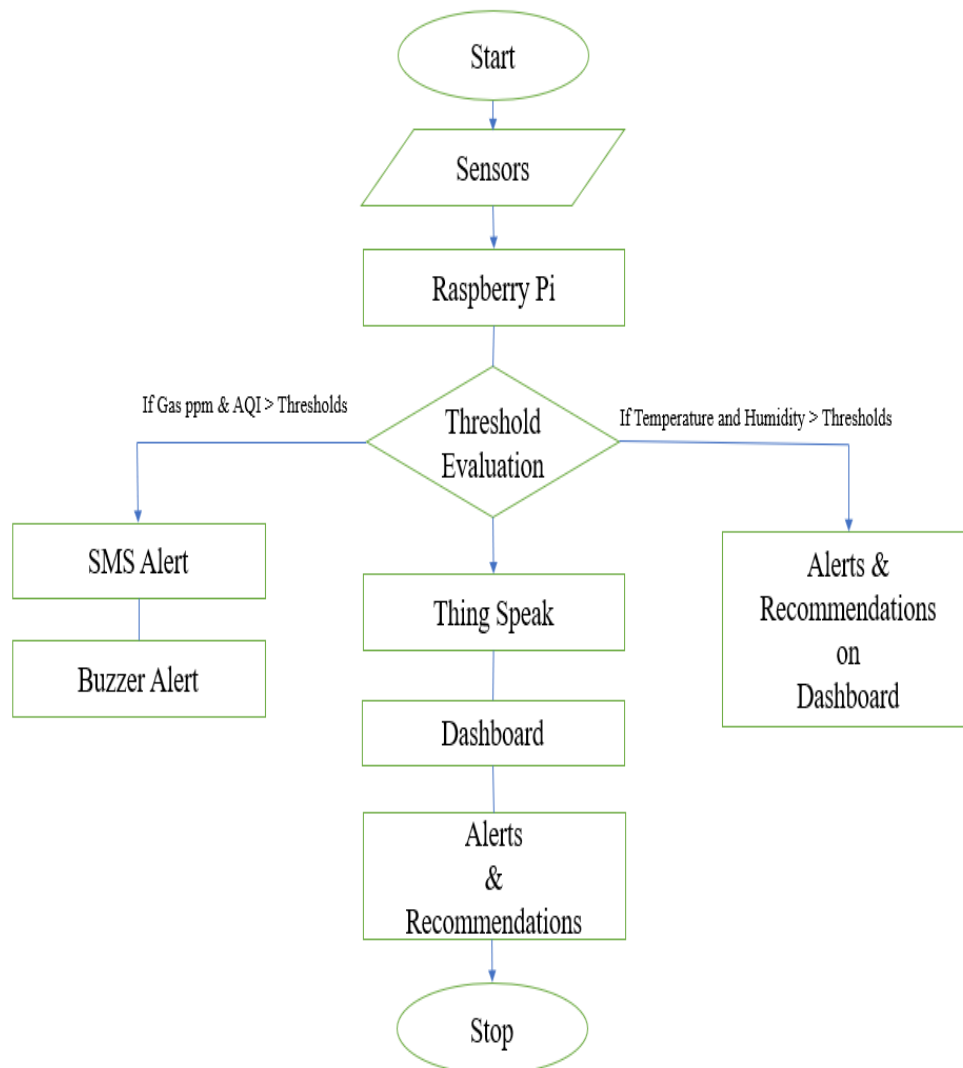 Start
Sensors
Raspberry Pi
If Gas ppm & AQI > Thresholds
Threshold
Evaluation
If Temperature and Humidity > Thresholds
SMS Alert
Buzzer Alert
Thing Speak
Dashboard
Alerts
&
Recommendations
Alerts &
Recommendations
on
Dashboard
Stop